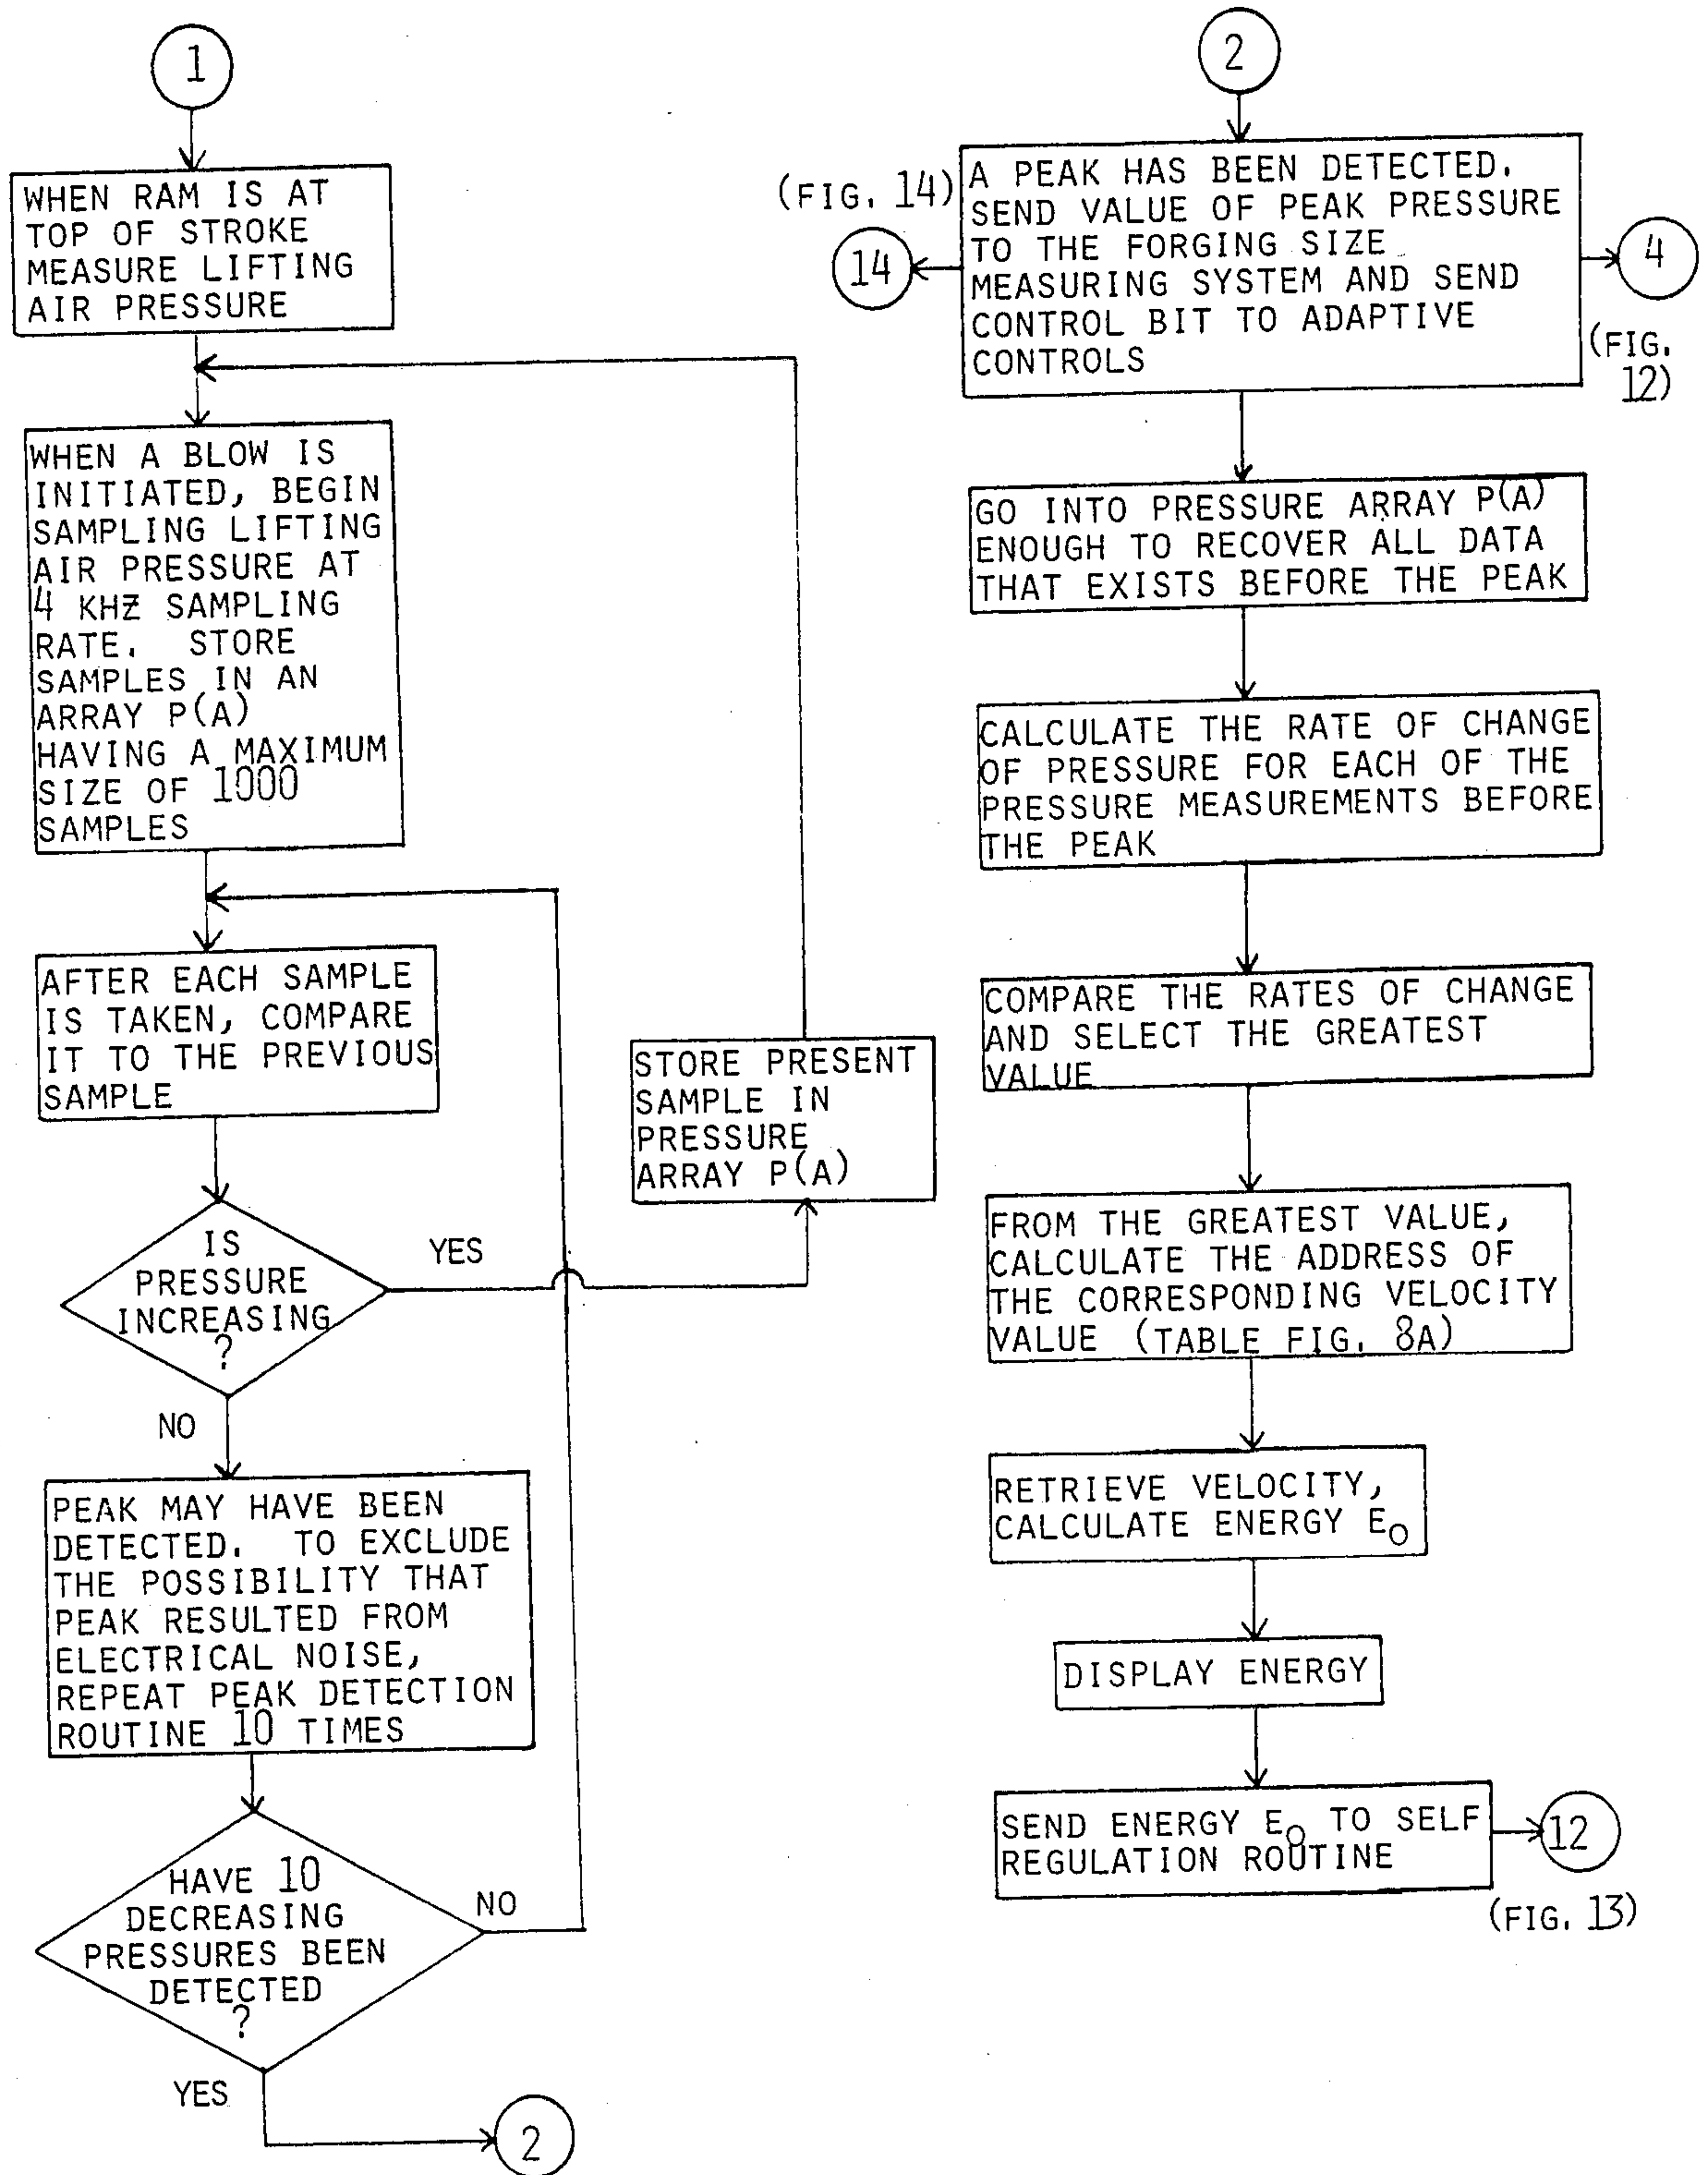 1
WHEN RAM IS AT
TOP OF STROKE
MEASURE LIFTING
AIR PRESSURE
WHEN A BLOW IS
INITIATED, BEGIN
SAMPLING LIFTING
AIR PRESSURE AT
4 KHZ SAMPLING
RATE. STORE
SAMPLES IN AN
ARRAY P(A)
HAVING A MAXIMUM
SIZE OF 1000
SAMPLES
AFTER EACH SAMPLE
IS TAKEN, COMPARE
IT TO THE PREVIOUS
SAMPLE
IS
PRESSURE
INCREASING
?
YES
STORE PRESENT
SAMPLE IN
PRESSURE
ARRAY P(A)
NO
PEAK MAY HAVE BEEN
DETECTED. TO EXCLUDE
THE POSSIBILITY THAT
PEAK RESULTED FROM
ELECTRICAL NOISE,
REPEAT PEAK DETECTION
ROUTINE 10 TIMES
HAVE 10
DECREASING
PRESSURES BEEN
DETECTED
?
NO
YES
2
2
A PEAK HAS BEEN DETECTED.
SEND VALUE OF PEAK PRESSURE
TO THE FORGING SIZE
MEASURING SYSTEM AND SEND
CONTROL BIT TO ADAPTIVE
CONTROLS
(FIG. 14)
14
4
(FIG.
12)
GO INTO PRESSURE ARRAY P(A)
ENOUGH TO RECOVER ALL DATA
THAT EXISTS BEFORE THE PEAK
CALCULATE THE RATE OF CHANGE
OF PRESSURE FOR EACH OF THE
PRESSURE MEASUREMENTS BEFORE
THE PEAK
COMPARE THE RATES OF CHANGE
AND SELECT THE GREATEST
VALUE
FROM THE GREATEST VALUE,
CALCULATE THE ADDRESS OF
THE CORRESPONDING VELOCITY
VALUE (TABLE FIG. 8A)
RETRIEVE VELOCITY,
CALCULATE ENERGY EO
DISPLAY ENERGY
SEND ENERGY EO TO SELF
REGULATION ROUTINE
12
(FIG. 13)